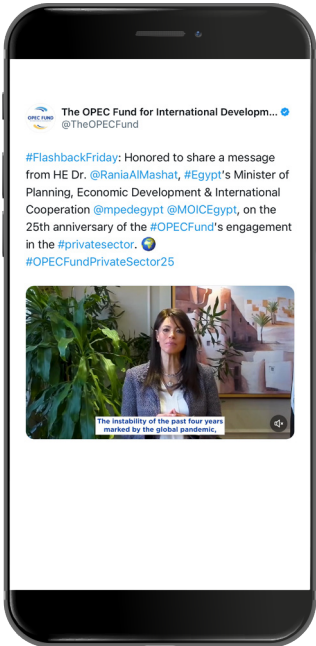 OPEC FUND
The OPEC Fund for International Developm...
@TheOPECFund
#FlashbackFriday: Honored to share a message
from HE Dr. @RaniaAlMashat, #Egypt's Minister of
Planning, Economic Development & International
Cooperation @mpedegypt @MOICEgypt, on the
25th anniversary of the #OPECFund's engagement
in the #privatesector. 🌍
#OPECFundPrivateSector25
The instability of the past four years
marked by the global pandemic,